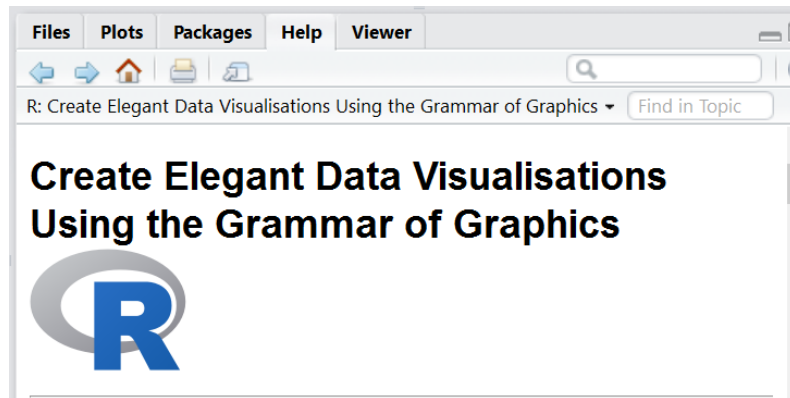 Files Plots Packages Help Viewer
R: Create Elegant Data Visualisations Using the Grammar of Graphics Find in Topic
Create Elegant Data Visualisations
Using the Grammar of Graphics
R